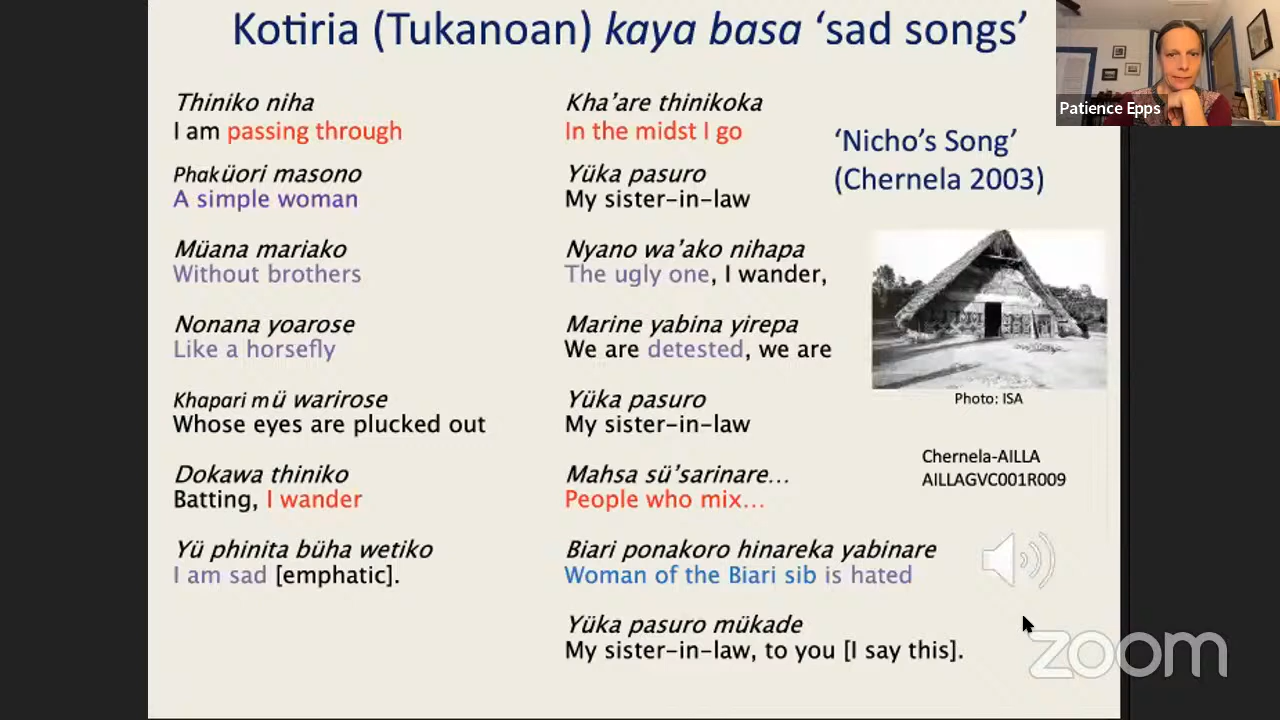 Kotiria (Tukanoan) kaya basa ‘sad songs’
Patience Epps
Thiniko niha
I am passing through
Phaküori masono
A simple woman
Müana mariako
Without brothers
Nonana yoarose
Like a horsefly
Khapari mü warirose
Whose eyes are plucked out
Dokawa thiniko
Batting, I wander
Yü phinita büha wetiko
I am sad [emphatic].
Kha’are thinikoka
In the midst I go
Yüka pasuro
My sister-in-law
Nyano wa’ako nihapa
The ugly one, I wander,
Marine yabina yirepa
We are detested, we are
Yüka pasuro
My sister-in-law
Mahsa sü’sarinare…
People who mix…
Biari ponakoro hinareka yabinare
Woman of the Biari sib is hated
Yüka pasuro mükade
My sister-in-law, to you [I say this].
‘Nicho’s Song’
(Chernela 2003)
Photo: ISA
Chernela-AILLA
AILLAGVC001R009
zoom